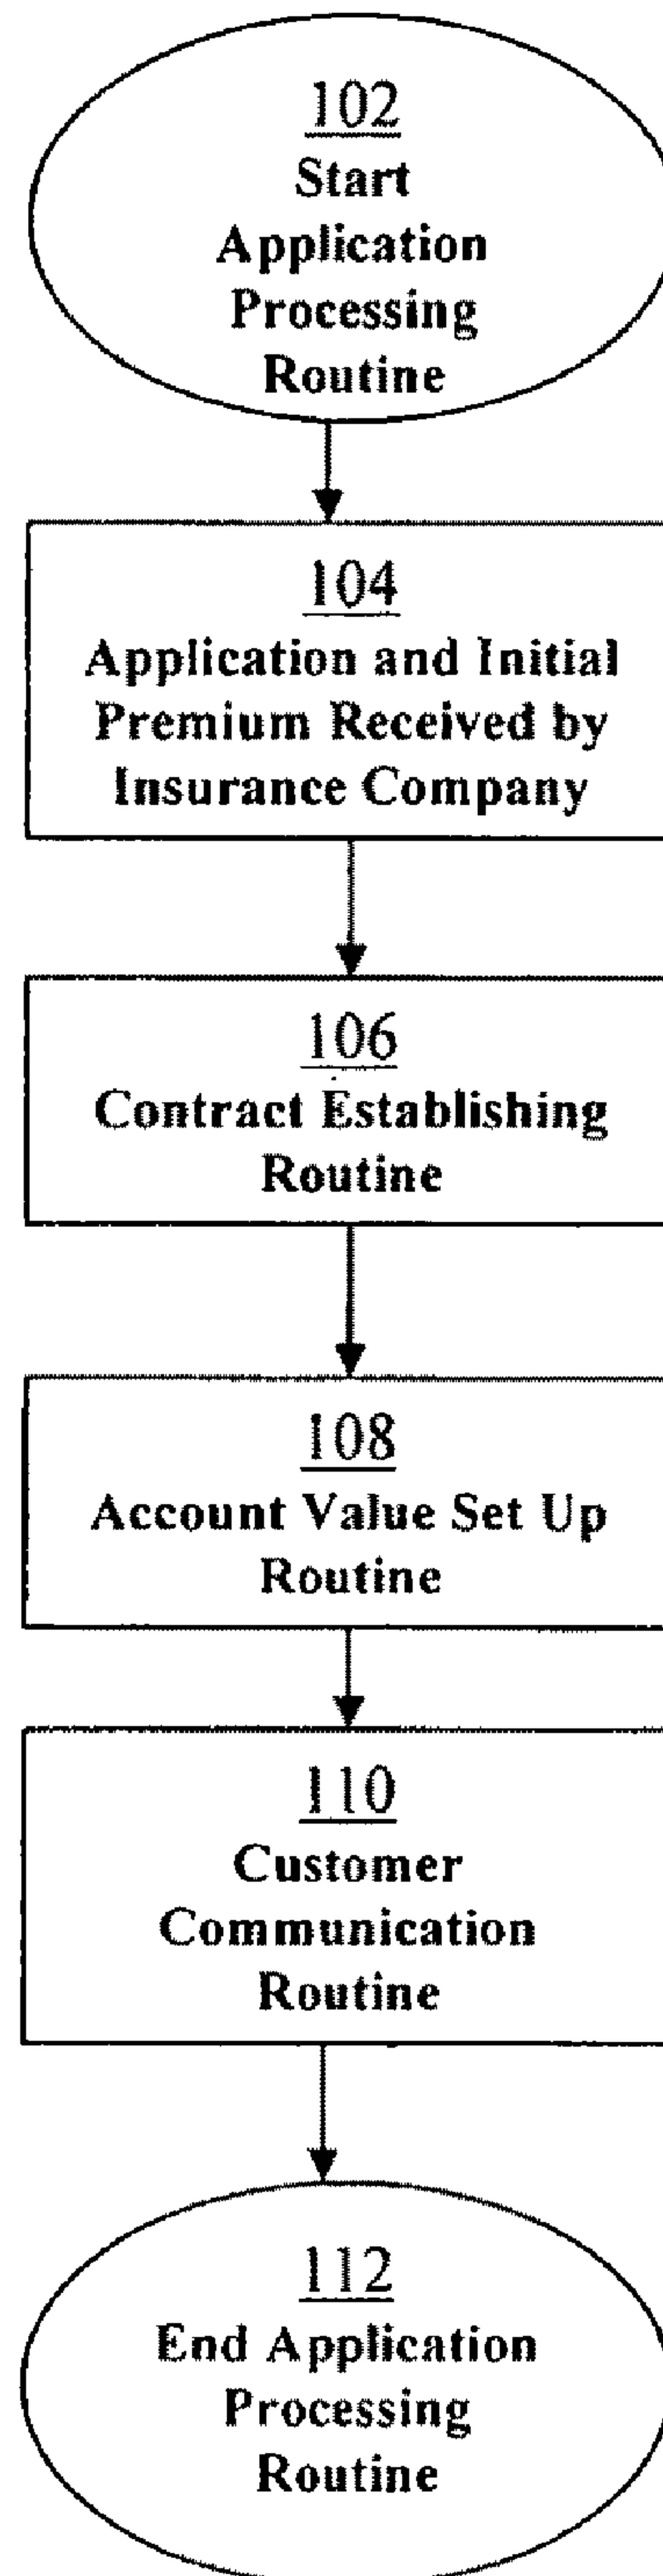 102
Start
Application
Processing
Routine
104
Application and Initial
Premium Received by
Insurance Company
106
Contract Establishing
Routine
108
Account Value Set Up
Routine
110
Customer
Communication
Routine
112
End Application
Processing
Routine